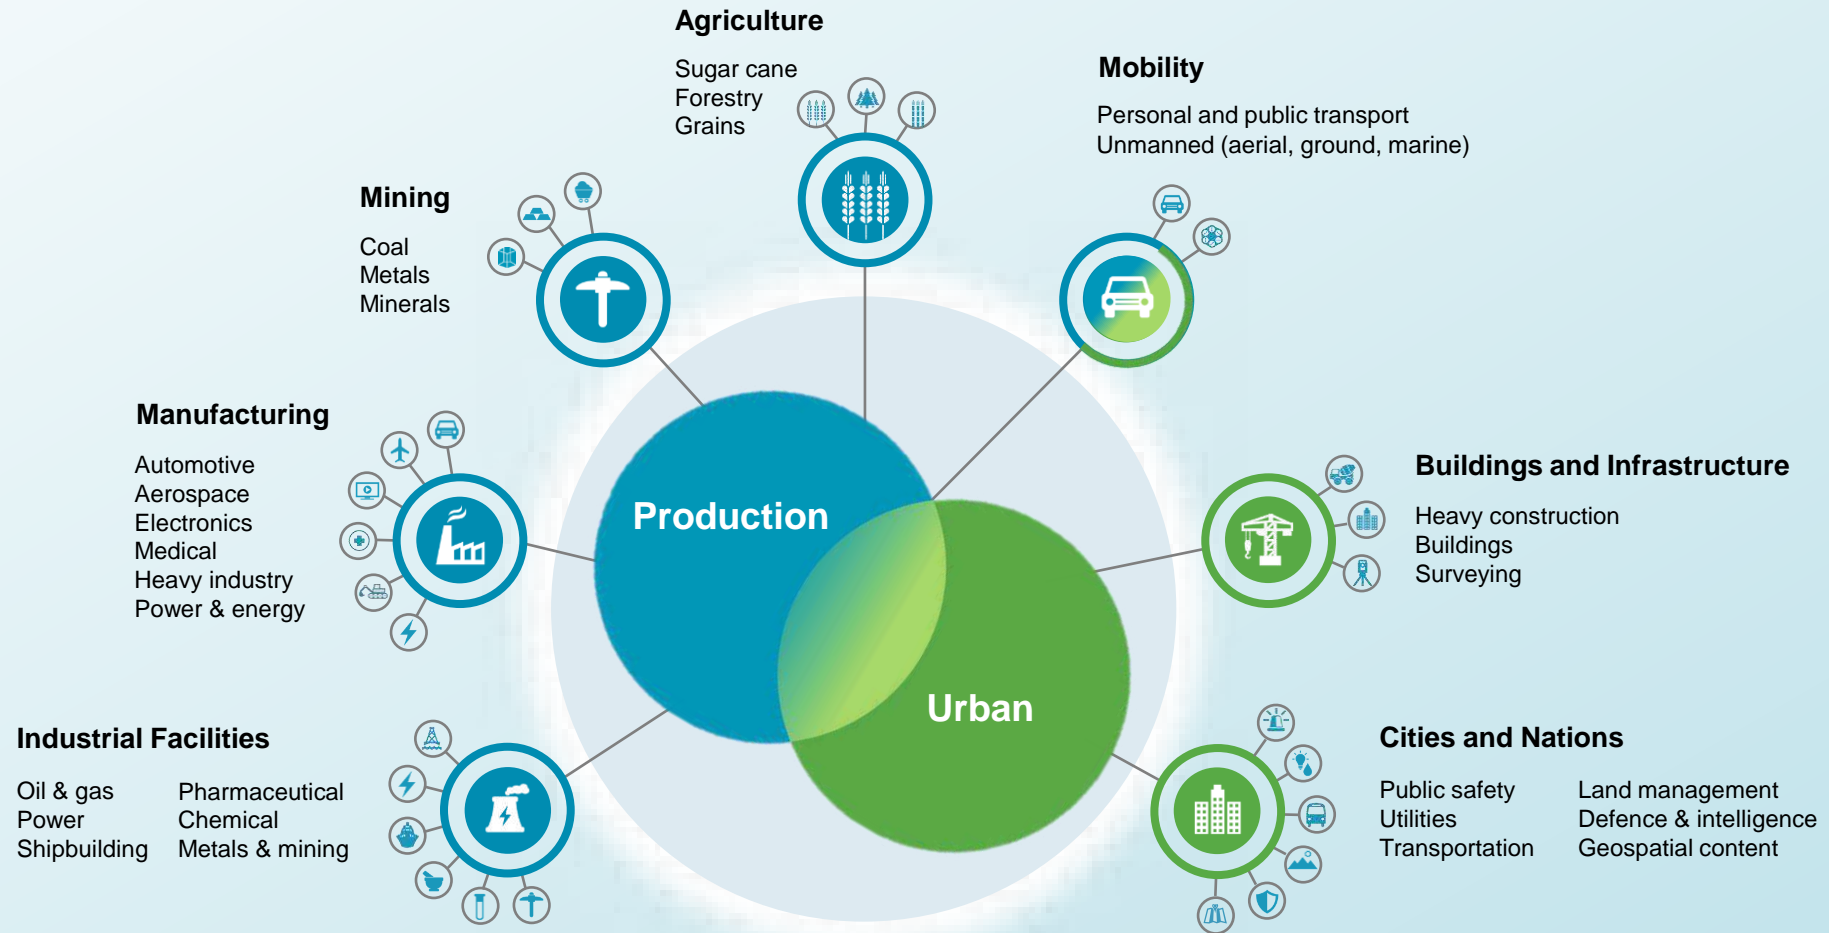 Agriculture
Sugar cane
Forestry
Grains
Mobility
Personal and public transport
Unmanned (aerial, ground, marine)
Mining
Coal
Metals
Minerals
Manufacturing
Automotive
Aerospace
Electronics
Medical
Heavy industry
Power & energy
Production
Buildings and Infrastructure
Heavy construction
Buildings
Surveying
Urban
Industrial Facilities
Oil & gas
Power
Shipbuilding
Pharmaceutical
Chemical
Metals & mining
Cities and Nations
Public safety
Utilities
Transportation
Land management
Defence & intelligence
Geospatial content